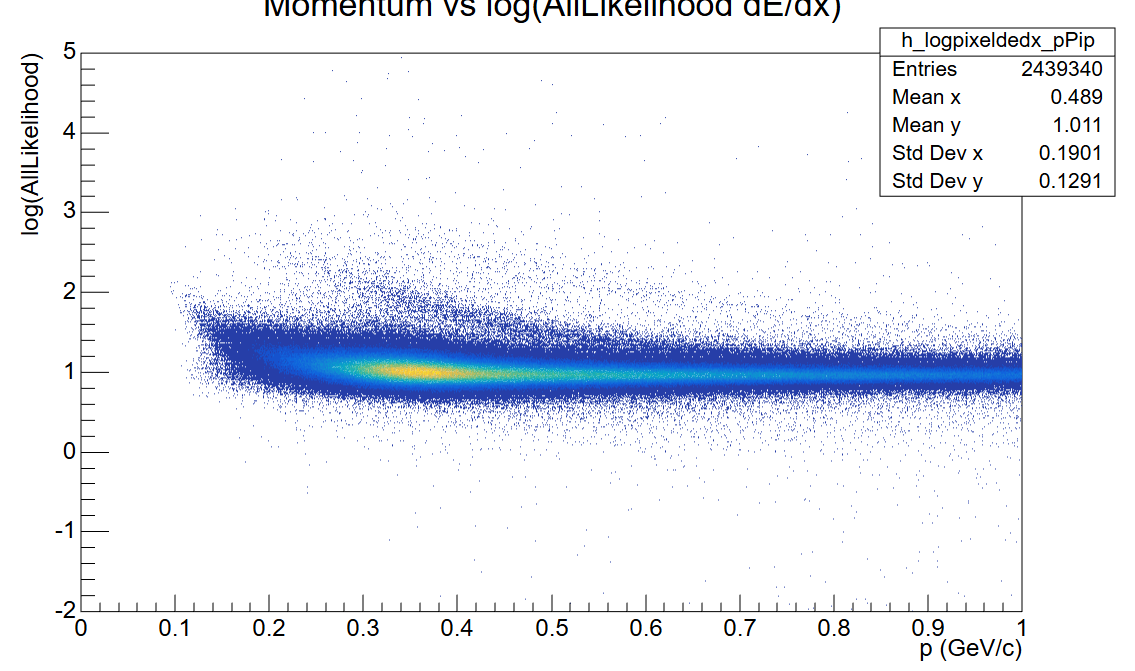 Momentum vs log(AllLikelihood dE/dx)
h_logpixeldedx_pPip
Entries 2439340
Mean x 0.489
Mean y 1.011
Std Dev x 0.1901
Std Dev y 0.1291
log(AllLikelihood)
5
4
3
2
1
0
-1
-2
0 0.1 0.2 0.3 0.4 0.5 0.6 0.7 0.8 0.9 1
p (GeV/c)